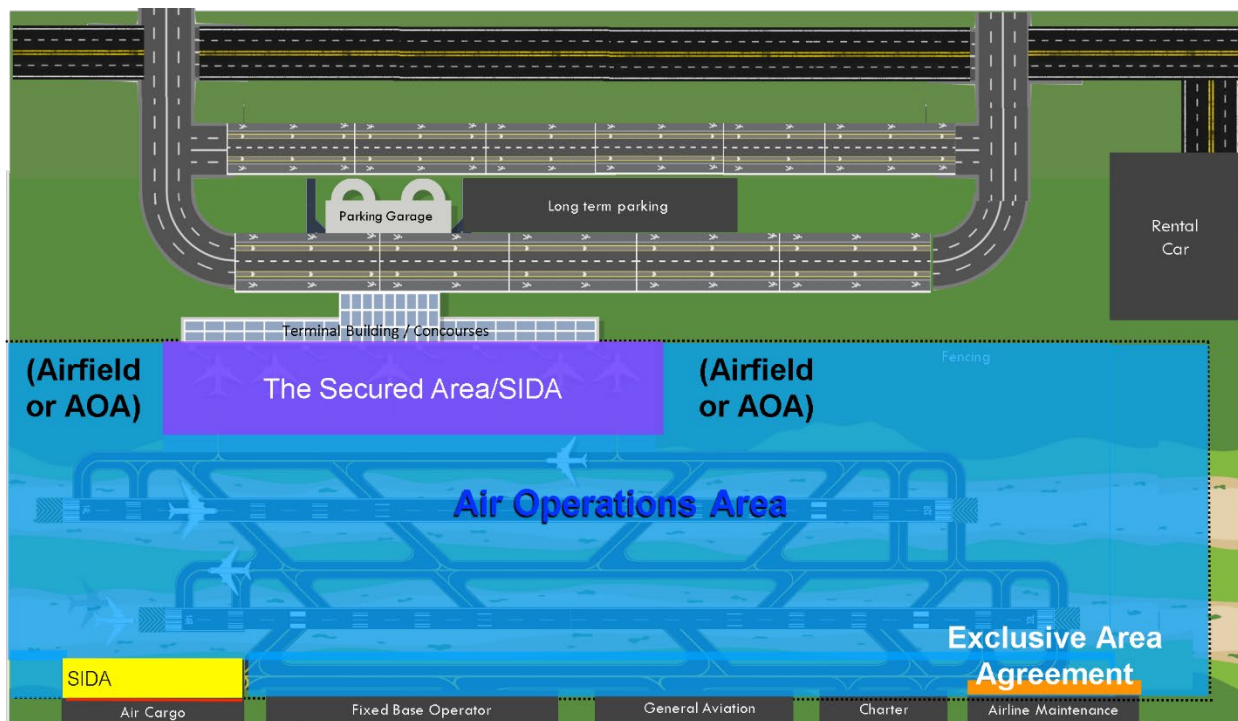 Parking Garage
Long term parking
Rental
Car
Terminal Building / Concourses
(Airfield
or AOA)
The Secured Area/SIDA
(Airfield
or AOA)
Fencing
Air Operations Area
Exclusive Area
Agreement
SIDA
Air Cargo
Fixed Base Operator
General Aviation
Charter
Airline Maintenance